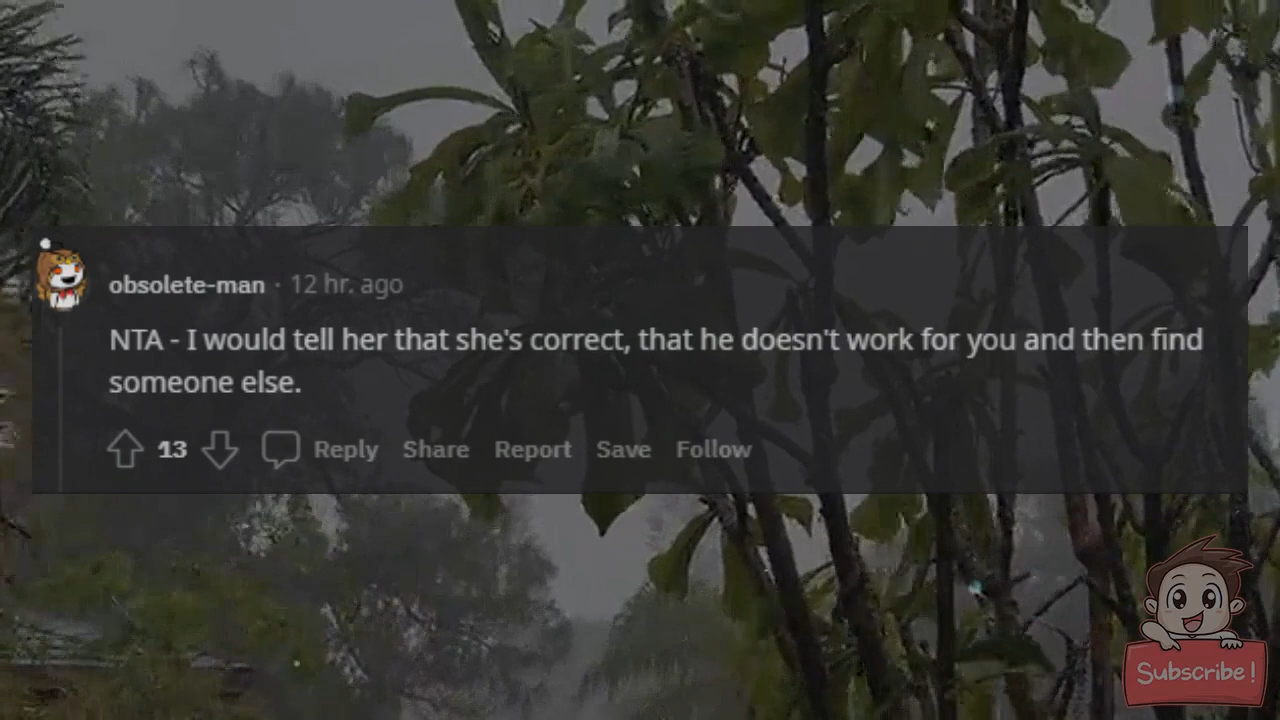 obsolete-man · 12 hr. ago
NTA - I would tell her that she's correct, that he doesn't work for you and then find
someone else.
13 Reply Share Report Save Follow
Subscribe!